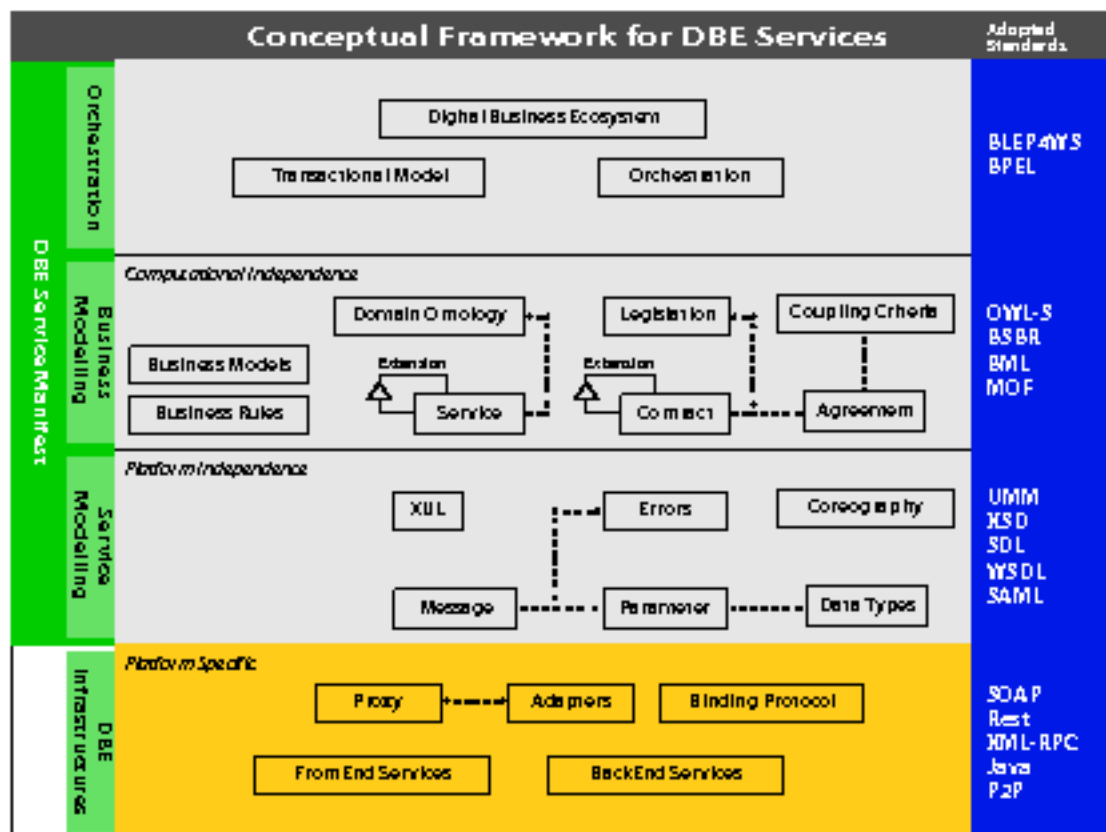 Conceptual Framework for DBE Services
Adopted
Standards
DBE Service Manifest
Orchestration
Digital Business Ecosystem
Transactional Model
Orchestration
BPEL
Business
Modelling
Computational Independence
Domain Ontology
Legislation
Coupling Criteria
Business Models
Extension
Extension
Business Rules
Service
Contract
Agreement
OWL-S
BSBR
BML
MOF
Service
Modelling
Platform Independence
XUL
Errors
Coreography
Message
Parameter
Data Types
UMM
XSD
SDL
WSDL
SAML
DBE
Infrastructures
Platform Specific
Proxy
Adapters
Binding Protocol
Front End Services
BackEnd Services
SOAP
Rest
XML-RPC
Java
P2P